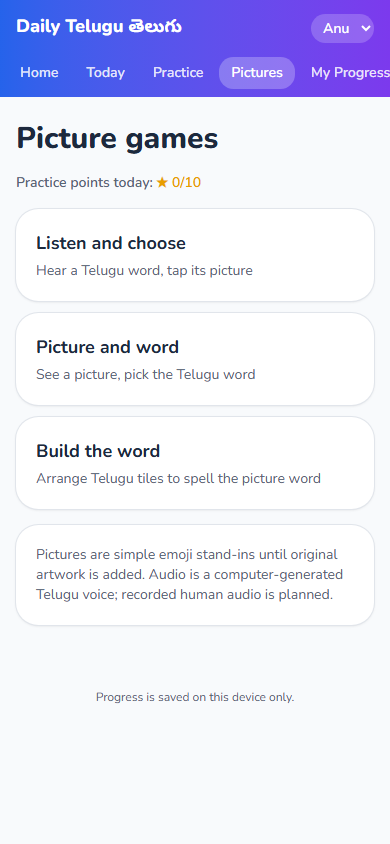 Daily Telugu తెలుగు
Anu
Home Today Practice Pictures My Progress
Picture games
Practice points today: ★ 0/10
Listen and choose
Hear a Telugu word, tap its picture
Picture and word
See a picture, pick the Telugu word
Build the word
Arrange Telugu tiles to spell the picture word
Pictures are simple emoji stand-ins until original
artwork is added. Audio is a computer-generated
Telugu voice; recorded human audio is planned.
Progress is saved on this device only.